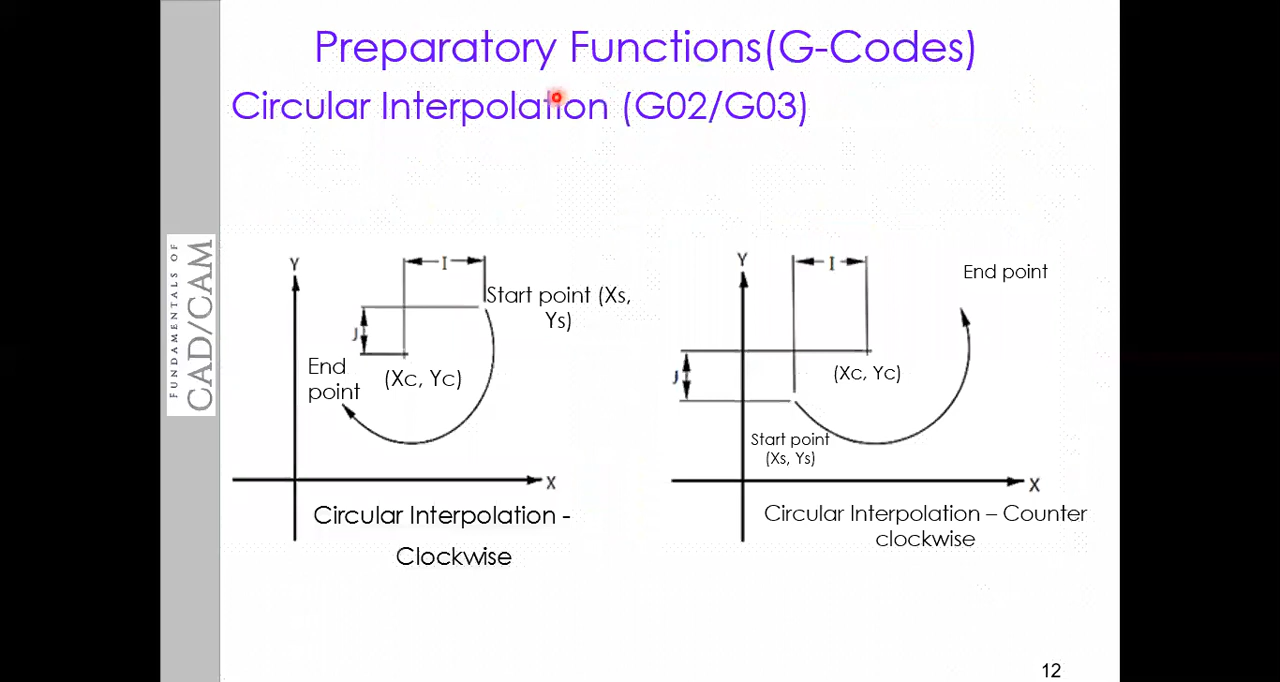 Preparatory Functions(G-Codes)
Circular Interpolation (G02/G03)
FUNDAMENTALS OF
CAD/CAM
Y
I
Start point (Xs,
Ys)
J
End
point
(Xc, Yc)
X
Circular Interpolation -
Clockwise
Y
I
End point
J
(Xc, Yc)
Start point
(Xs, Ys)
X
Circular Interpolation – Counter
clockwise
12